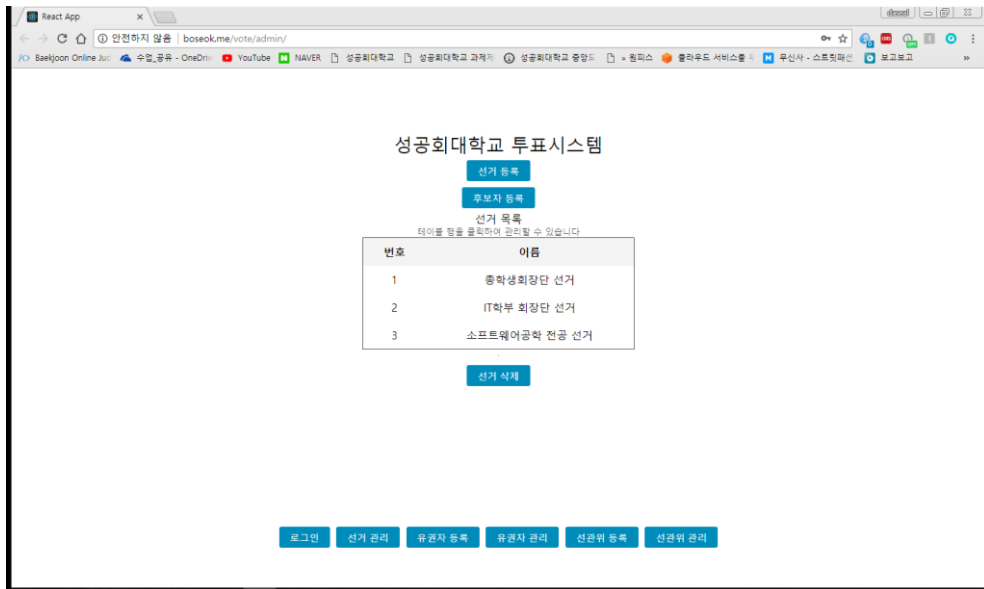 React App
안전하지 않음 | boseok.me/vote/admin/
Baekjoon Online Jud 수업_공유 - OneDriv YouTube NAVER 성공회대학교 성공회대학교 과제제 성공회대학교 중앙도 » 원피스 클라우드 서비스를 무신사 - 스트릿패션 보고보고 »
성공회대학교 투표시스템
선거 등록
후보자 등록
선거 목록
테이블 행을 클릭하여 관리할 수 있습니다
번호 이름
1 종학생회장단 선거
2 IT학부 회장단 선거
3 소프트웨어공학 전공 선거
선거 삭제
로그인 선거 관리 유권자 등록 유권자 관리 선관위 등록 선관위 관리